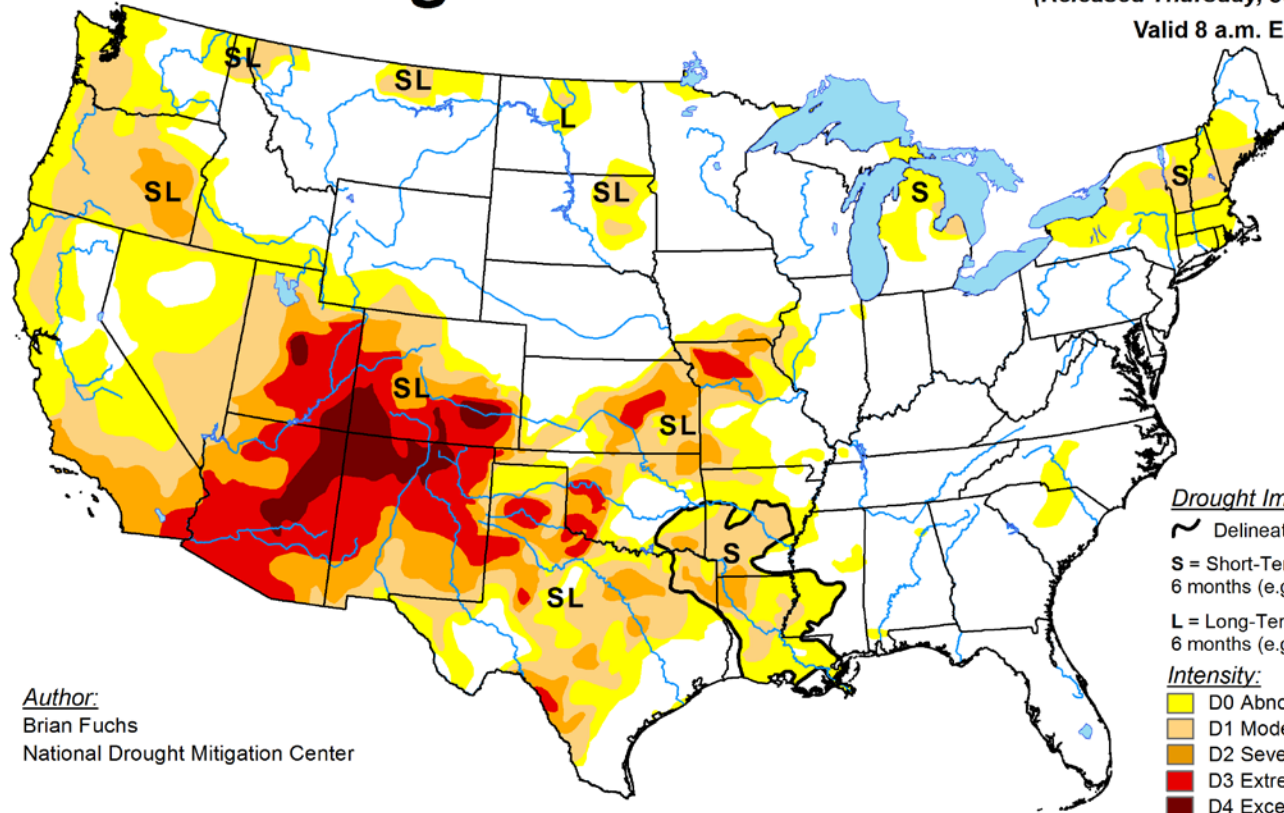 g
(Released Thursday,
Valid 8 a.m. E
SL
SL
L
SL
SL
S
S
SL
SL
S
SL
Drought Im
Delineat
S = Short-Ter
6 months (e.g
L = Long-Ter
6 months (e.g
Intensity:
D0 Abno
D1 Mode
D2 Seve
D3 Extre
D4 Exce
Author:
Brian Fuchs
National Drought Mitigation Center